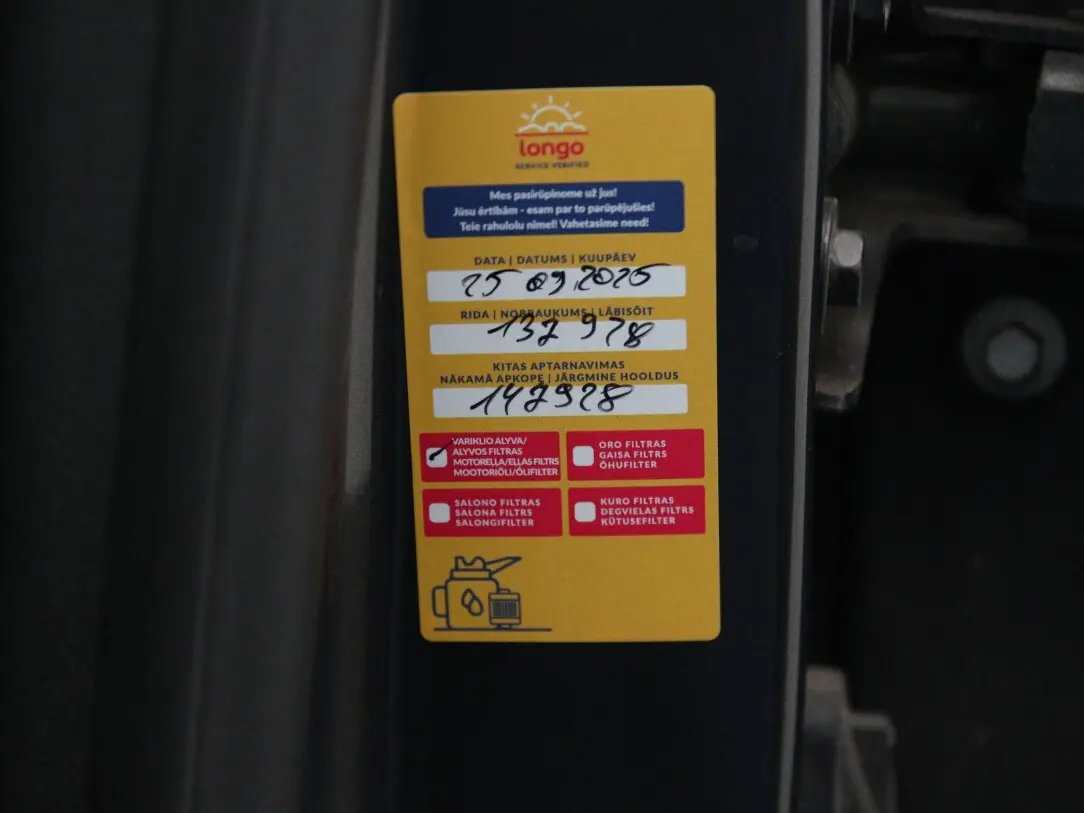 longo
SERVICE VERIFIED
Mes pasirūpinome už jus!
Jūsu ērtībām - esam par to parūpējušies!
Teie rahulolu nimel! Vahetasime need!
DATA | DATUMS | KUUPÄEV
25 09.2025
RIDA | NOBRAUKUMS | LÄBISÕIT
137 978
KITAS APTARNAVIMAS
NĀKAMĀ APKOPE | JÄRGMINE HOOLDUS
147978
VARIKLIO ALYVA/
ALYVOS FILTRAS
MOTOREĻĻA/EĻĻAS FILTRS
MOOTORIÕLI/ÕLIFILTER
ORO FILTRAS
GAISA FILTRS
ÕHUFILTER
SALONO FILTRAS
SALONA FILTRS
SALONGIFILTER
KURO FILTRAS
DEGVIELAS FILTRS
KÜTUSEFILTER